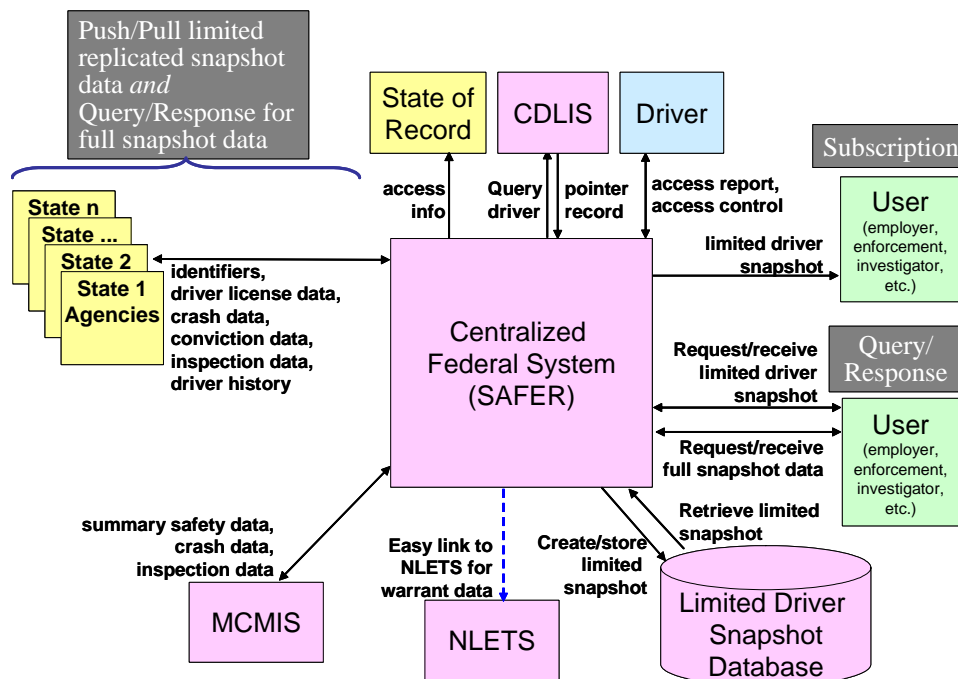 Push/Pull limited
replicated snapshot
data and
Query/Response for
full snapshot data
State of
Record
CDLIS
Driver
Subscription
access
info
Query
driver
pointer
record
access report,
access control
User
(employer,
enforcement,
investigator,
etc.)
limited driver
snapshot
State n
State ...
State 2
State 1
Agencies
identifiers,
driver license data,
crash data,
conviction data,
inspection data,
driver history
Centralized
Federal System
(SAFER)
Query/
Response
Request/receive
limited driver
snapshot
User
(employer,
enforcement,
investigator,
etc.)
Request/receive
full snapshot data
Retrieve limited
snapshot
Create/store
limited
snapshot
summary safety data,
crash data,
inspection data
Easy link to
NLETS for
warrant data
MCMIS
NLETS
Limited Driver
Snapshot
Database